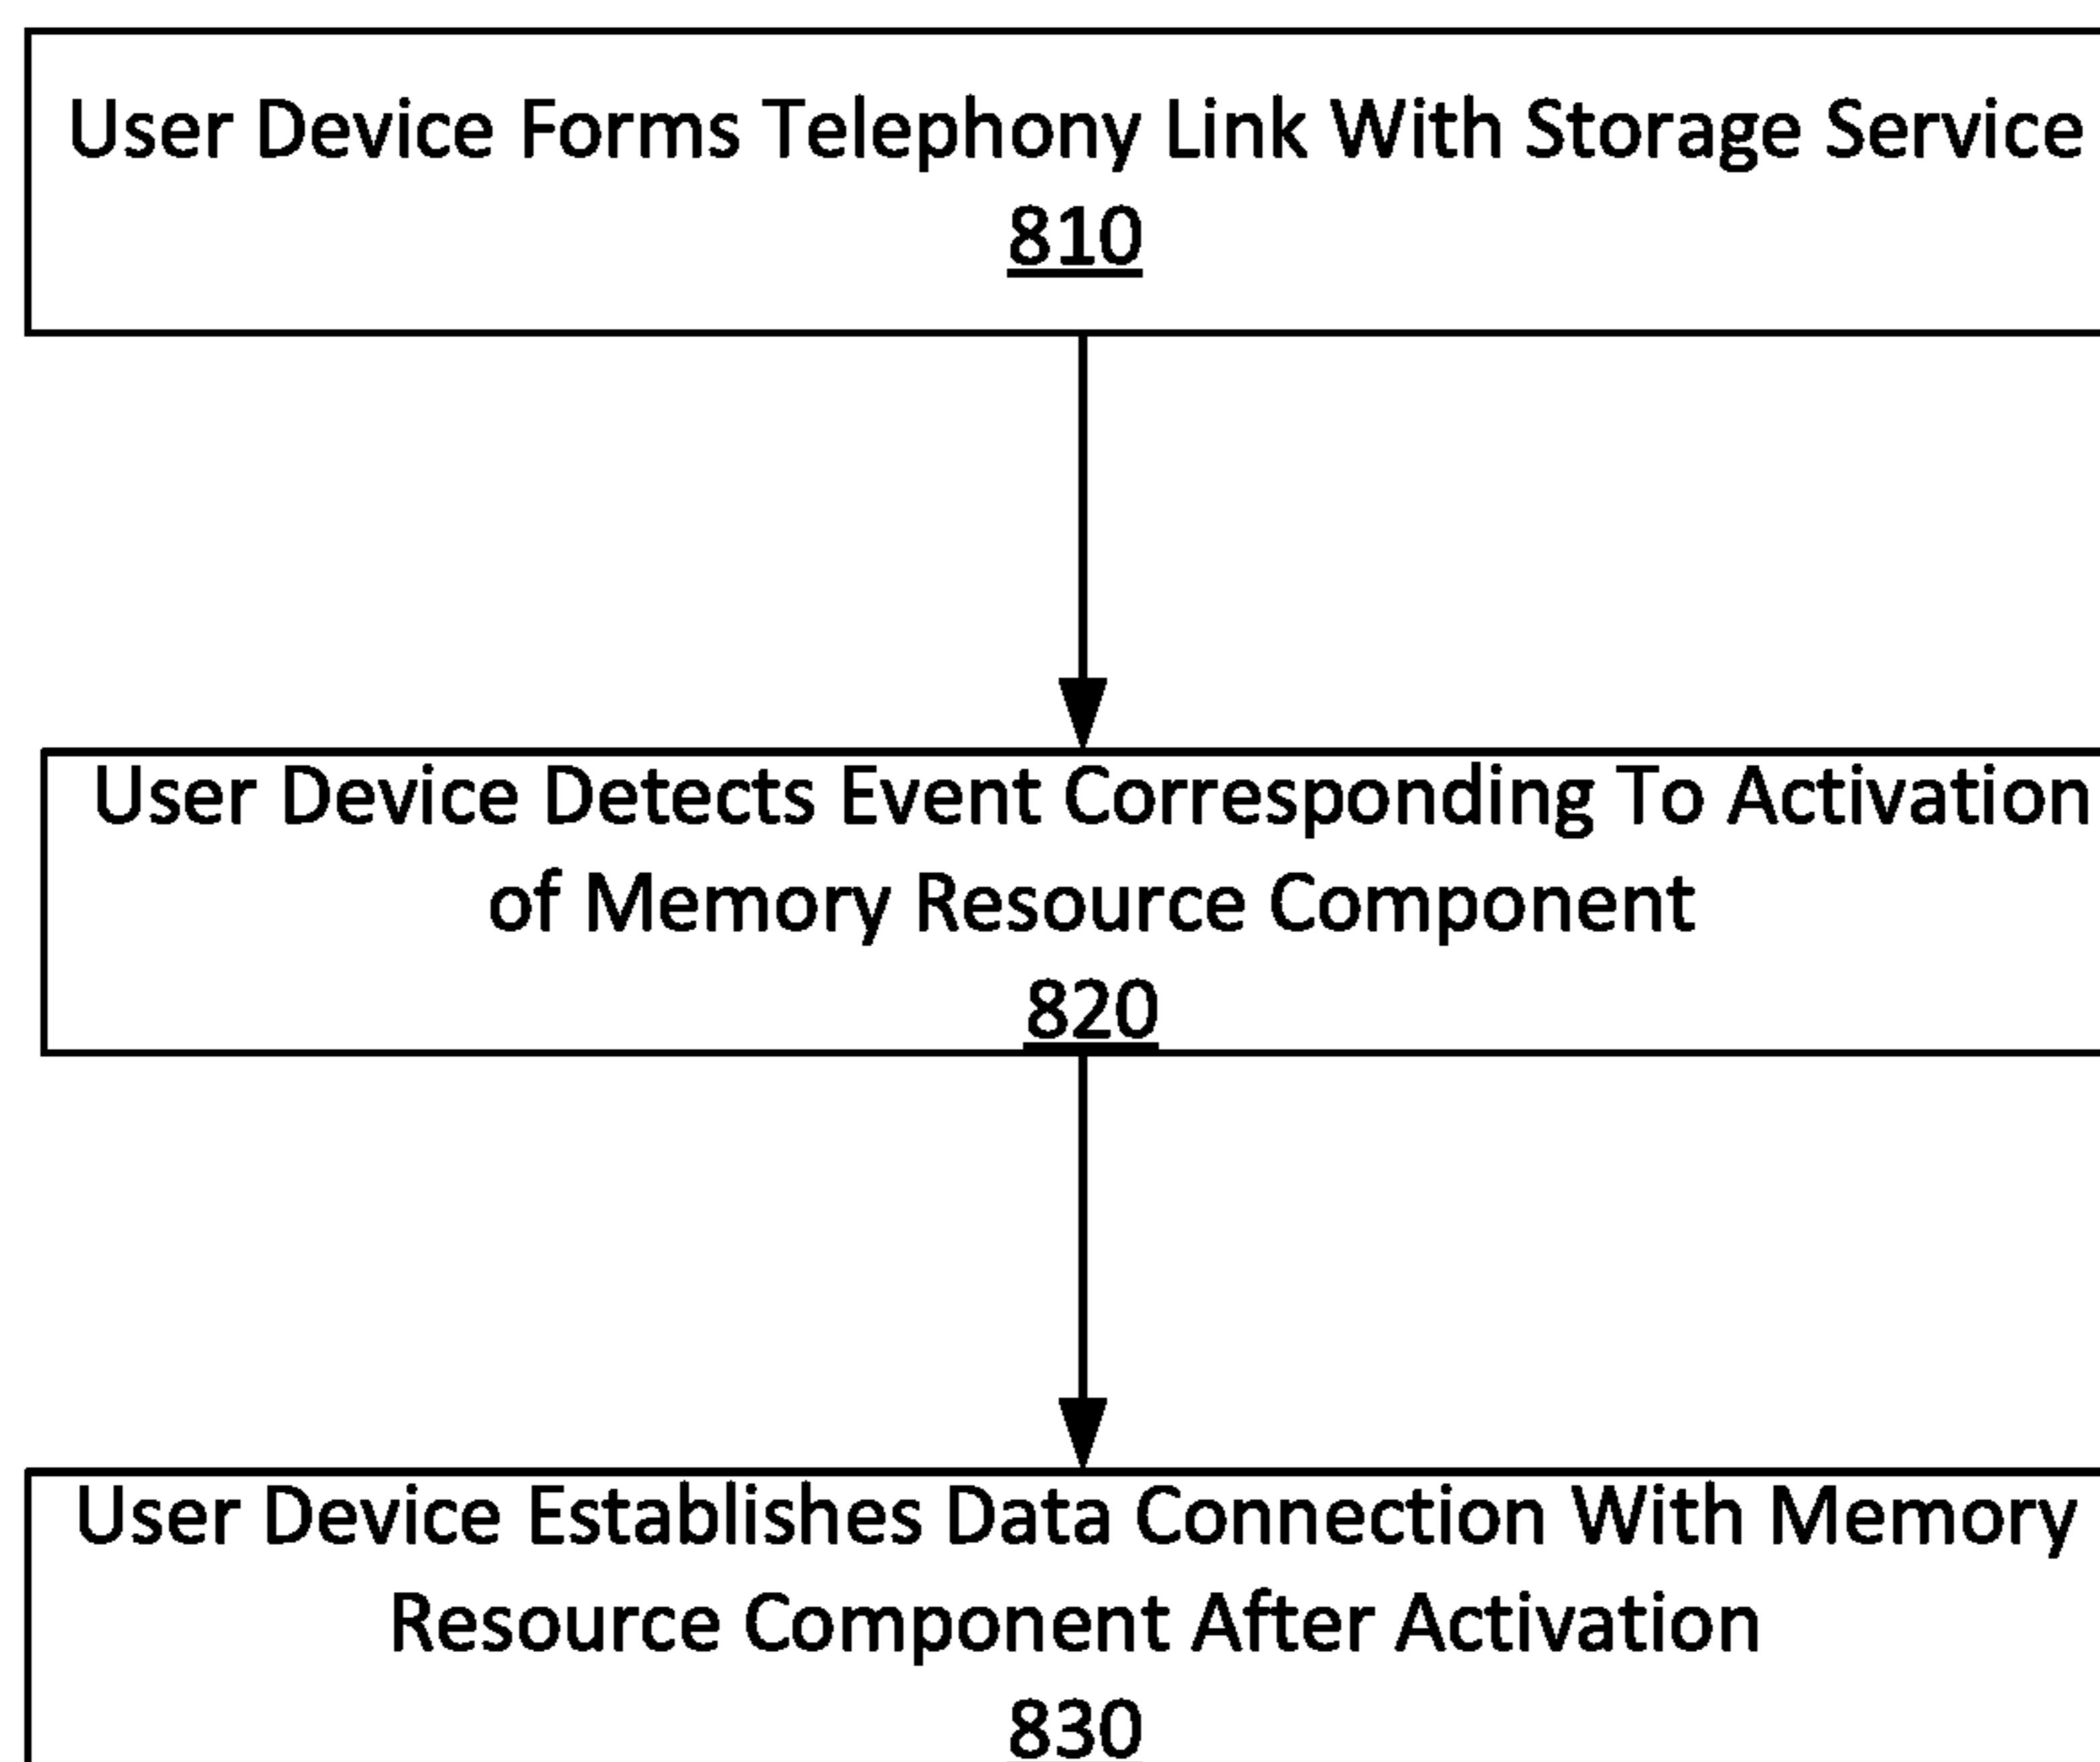 User Device Forms Telephony Link With Storage Service
810
User Device Detects Event Corresponding To Activation
of Memory Resource Component
820
User Device Establishes Data Connection With Memory
Resource Component After Activation
830